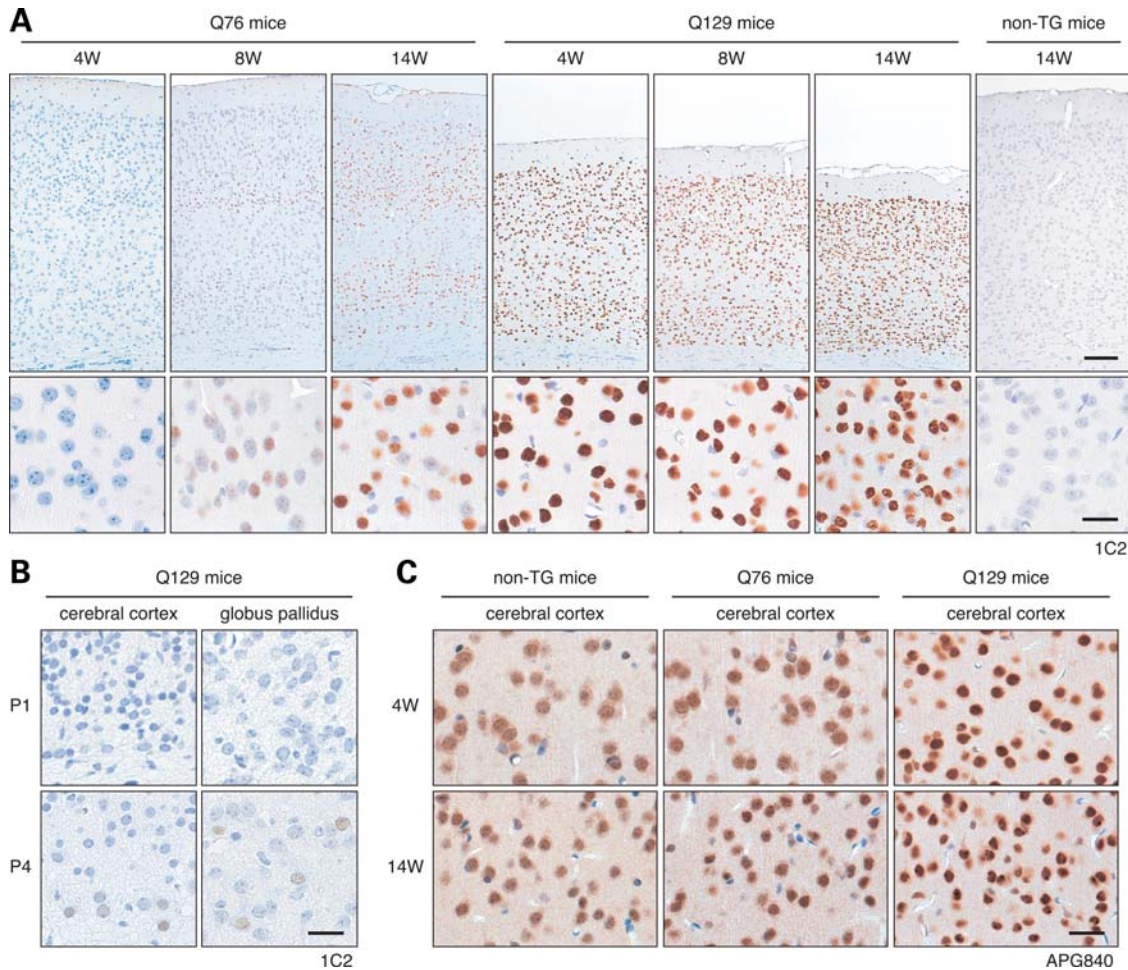 A
Q76 mice Q129 mice non-TG mice
4W 8W 14W 4W 8W 14W 14W
1C2
B C
Q129 mice non-TG mice Q76 mice Q129 mice
cerebral cortex globus pallidus cerebral cortex cerebral cortex cerebral cortex
P1 4W
P4 14W
1C2 APG840